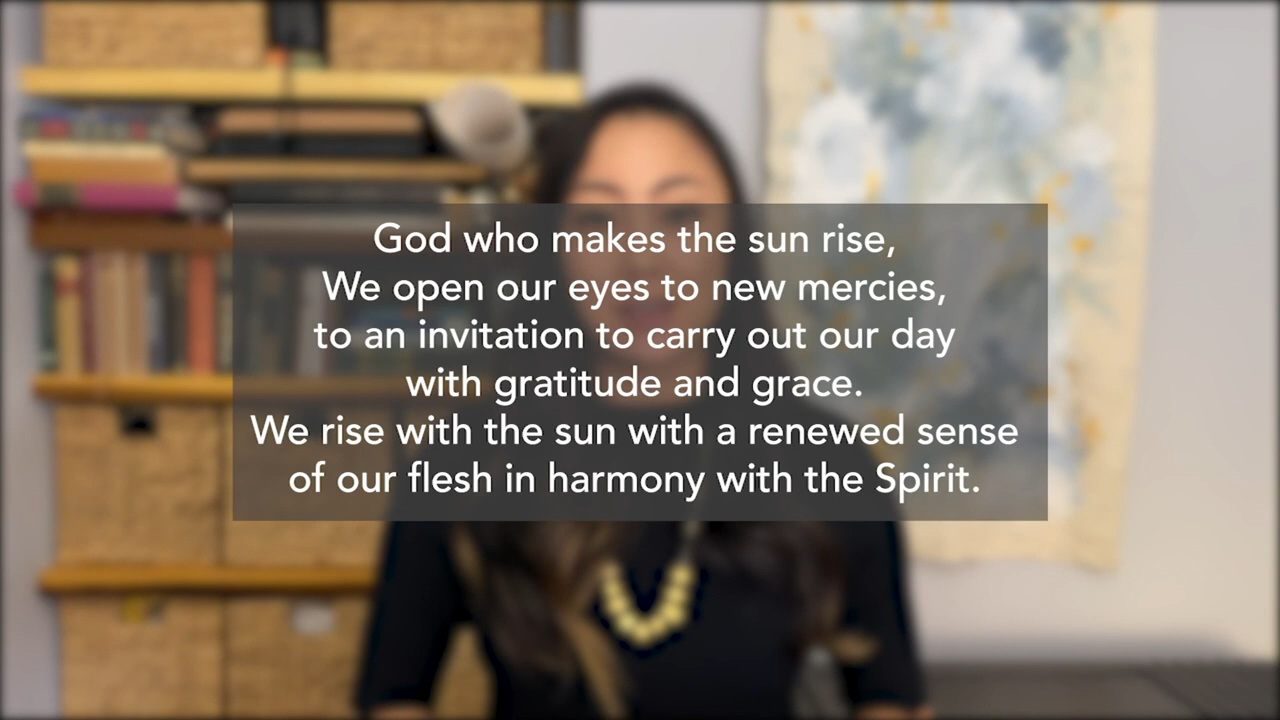 God who makes the sun rise,
We open our eyes to new mercies,
to an invitation to carry out our day
with gratitude and grace.
We rise with the sun with a renewed sense
of our flesh in harmony with the Spirit.